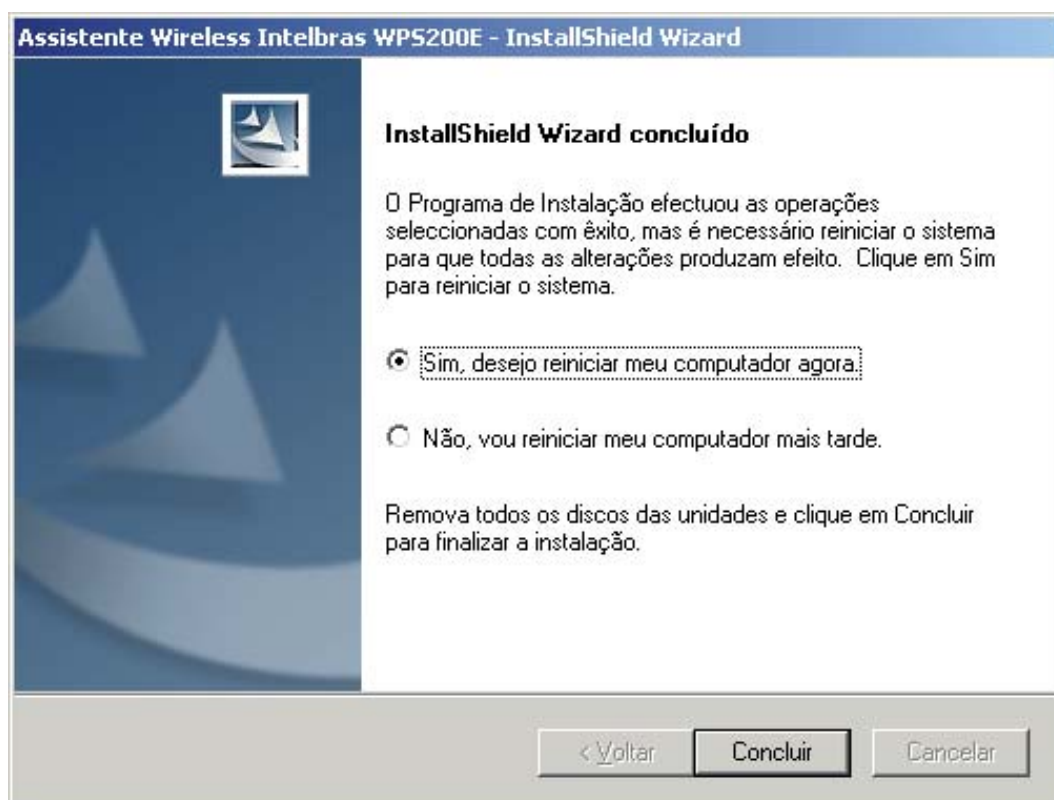 Assistente Wireless Intelbras WPS200E - InstallShield Wizard
InstallShield Wizard concluído
O Programa de Instalação efectuou as operações
seleccionadas com êxito, mas é necessário reiniciar o sistema
para que todas as alterações produzam efeito. Clique em Sim
para reiniciar o sistema.
Sim, desejo reiniciar meu computador agora.
Não, vou reiniciar meu computador mais tarde.
Remova todos os discos das unidades e clique em Concluir
para finalizar a instalação.
< Voltar Concluir Cancelar